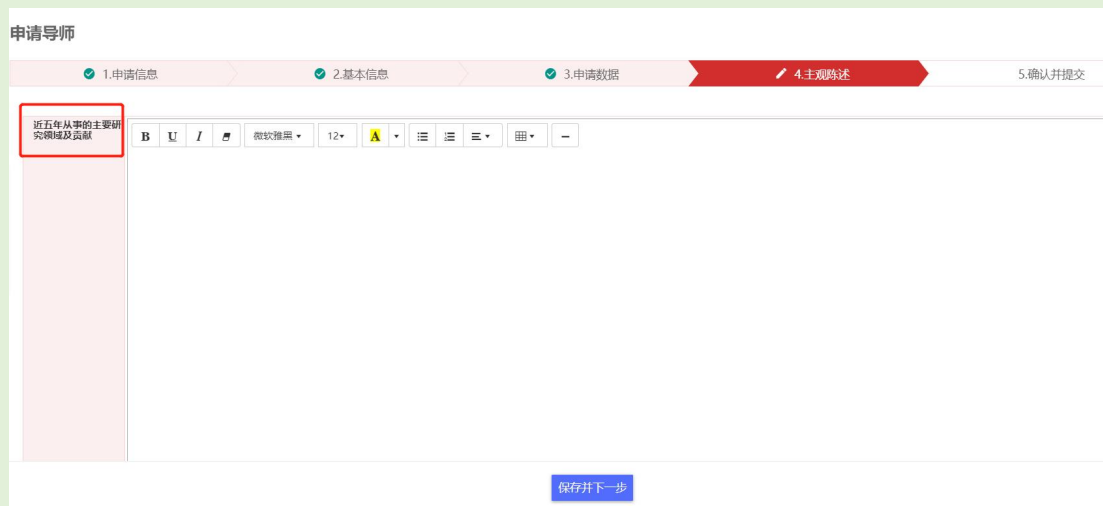 申请导师
1.申请信息
2.基本信息
3.申请数据
4.主观陈述
5.确认并提交
近五年从事的主要研
究领域及贡献
B U I 微软雅黑 12 A
保存并下一步